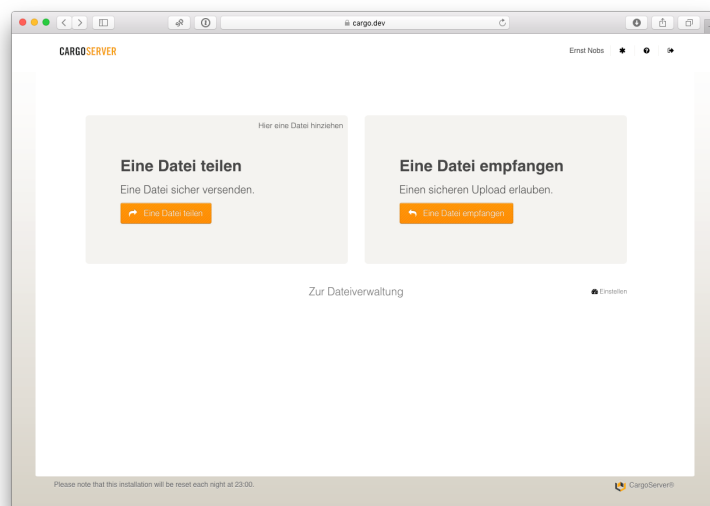 cargo.dev
CARGOSERVER
Ernst Nobs
Hier eine Datei hinziehen
Eine Datei teilen
Eine Datei sicher versenden.
Eine Datei teilen
Eine Datei empfangen
Einen sicheren Upload erlauben.
Eine Datei empfangen
Zur Dateiverwaltung
Einstellen
Please note that this installation will be reset each night at 23:00.
CargoServer®